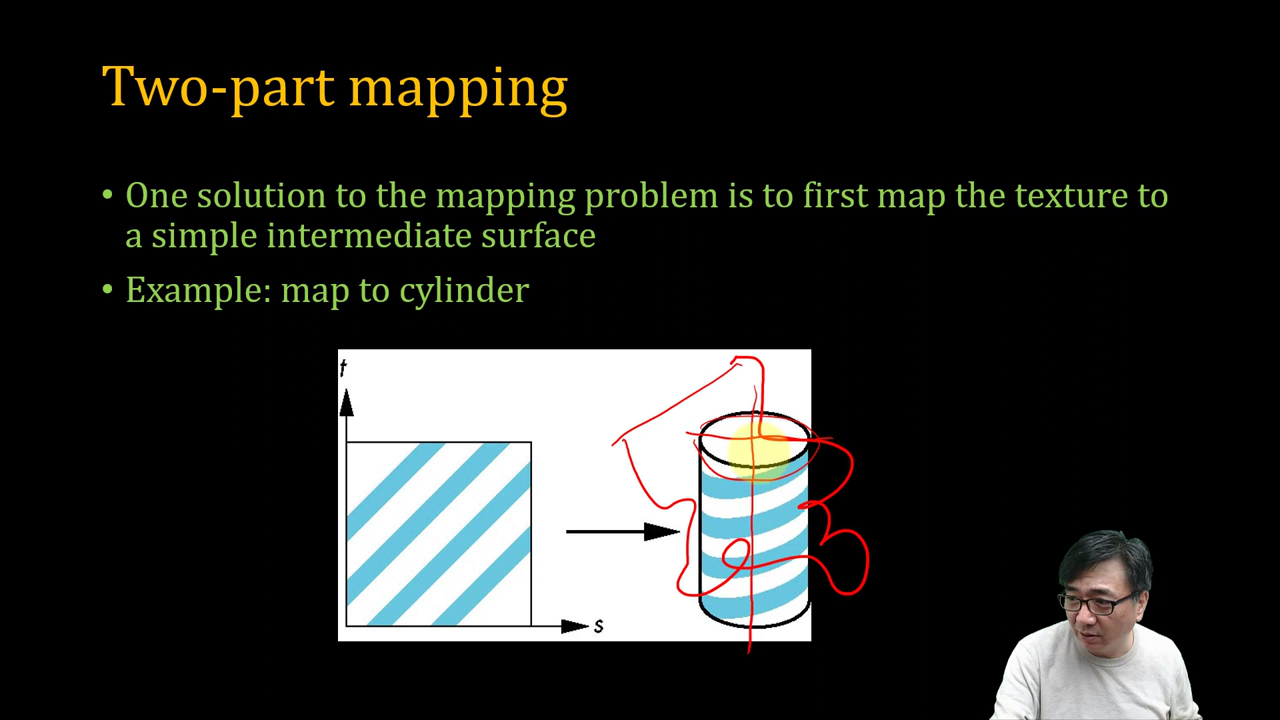 Two-part mapping
• One solution to the mapping problem is to first map the texture to
a simple intermediate surface
• Example: map to cylinder
t
s